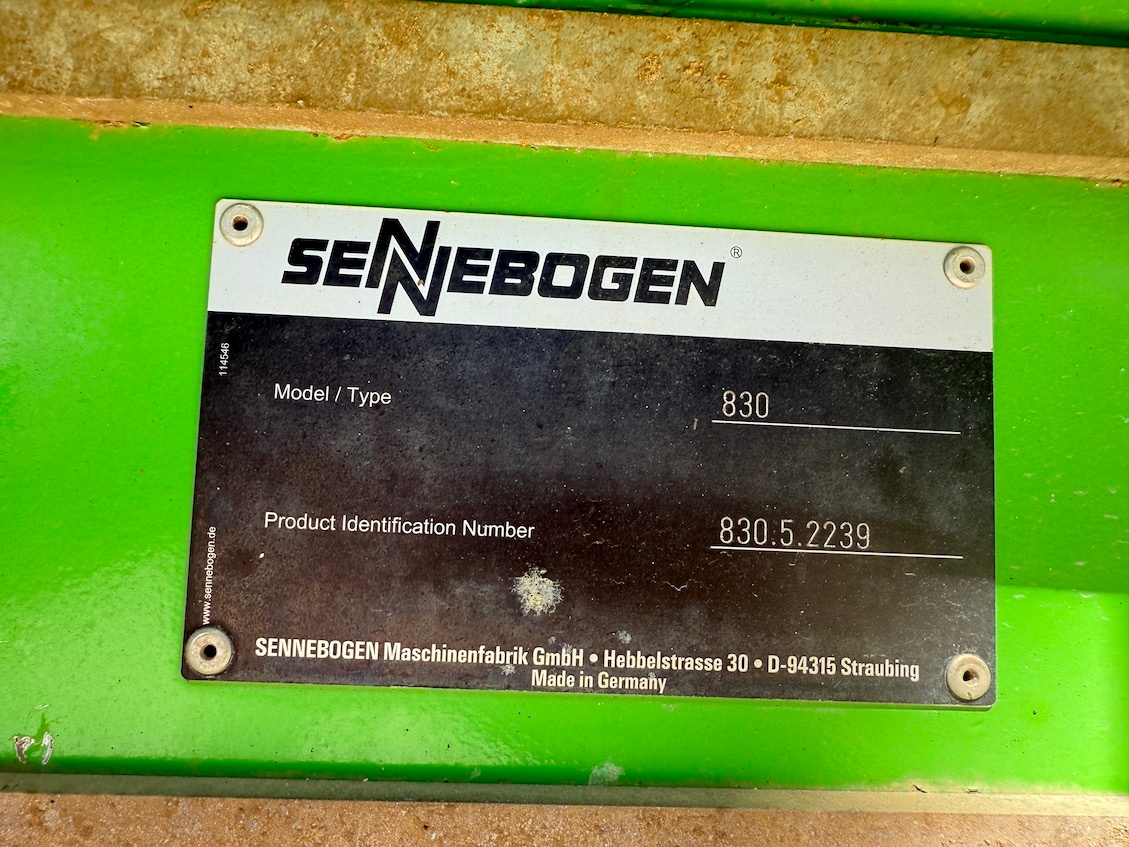 SENNEBOGEN®
114546
Model / Type 830
Product Identification Number 830.5.2239
www.sennebogen.de
SENNEBOGEN Maschinenfabrik GmbH • Hebbelstrasse 30 • D-94315 Straubing
Made in Germany